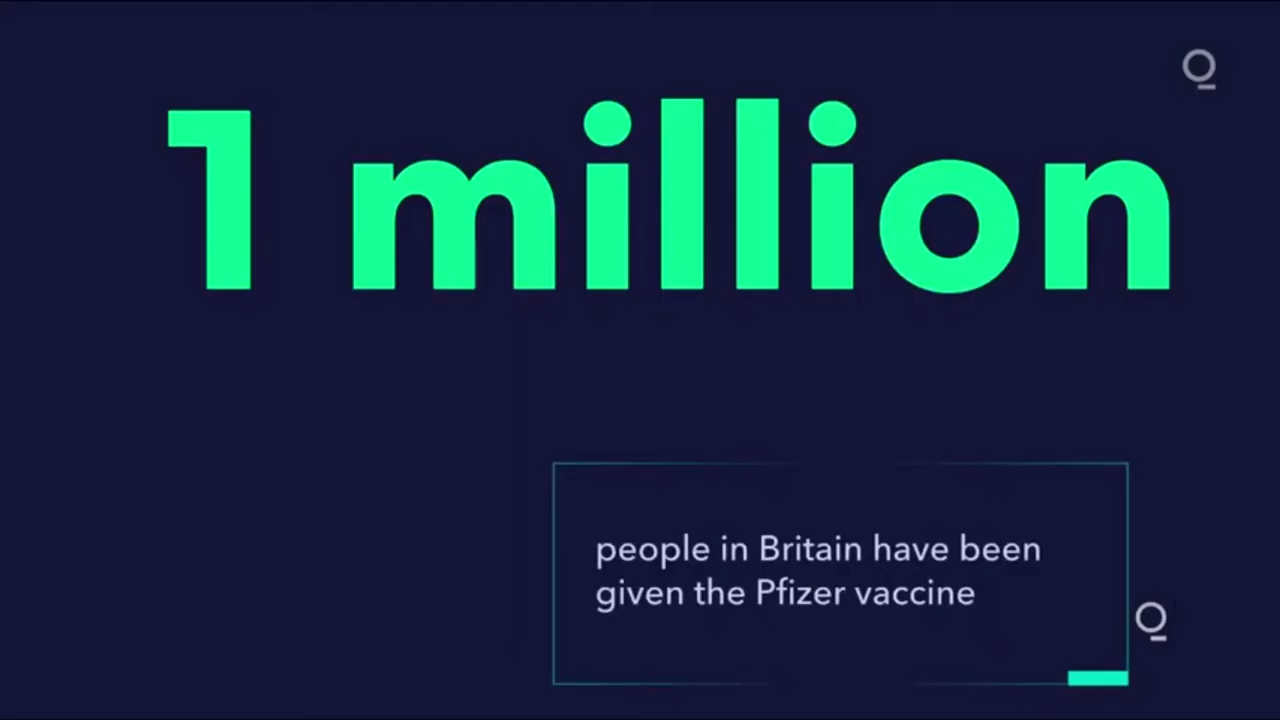 1 million
people in Britain have been
given the Pfizer vaccine